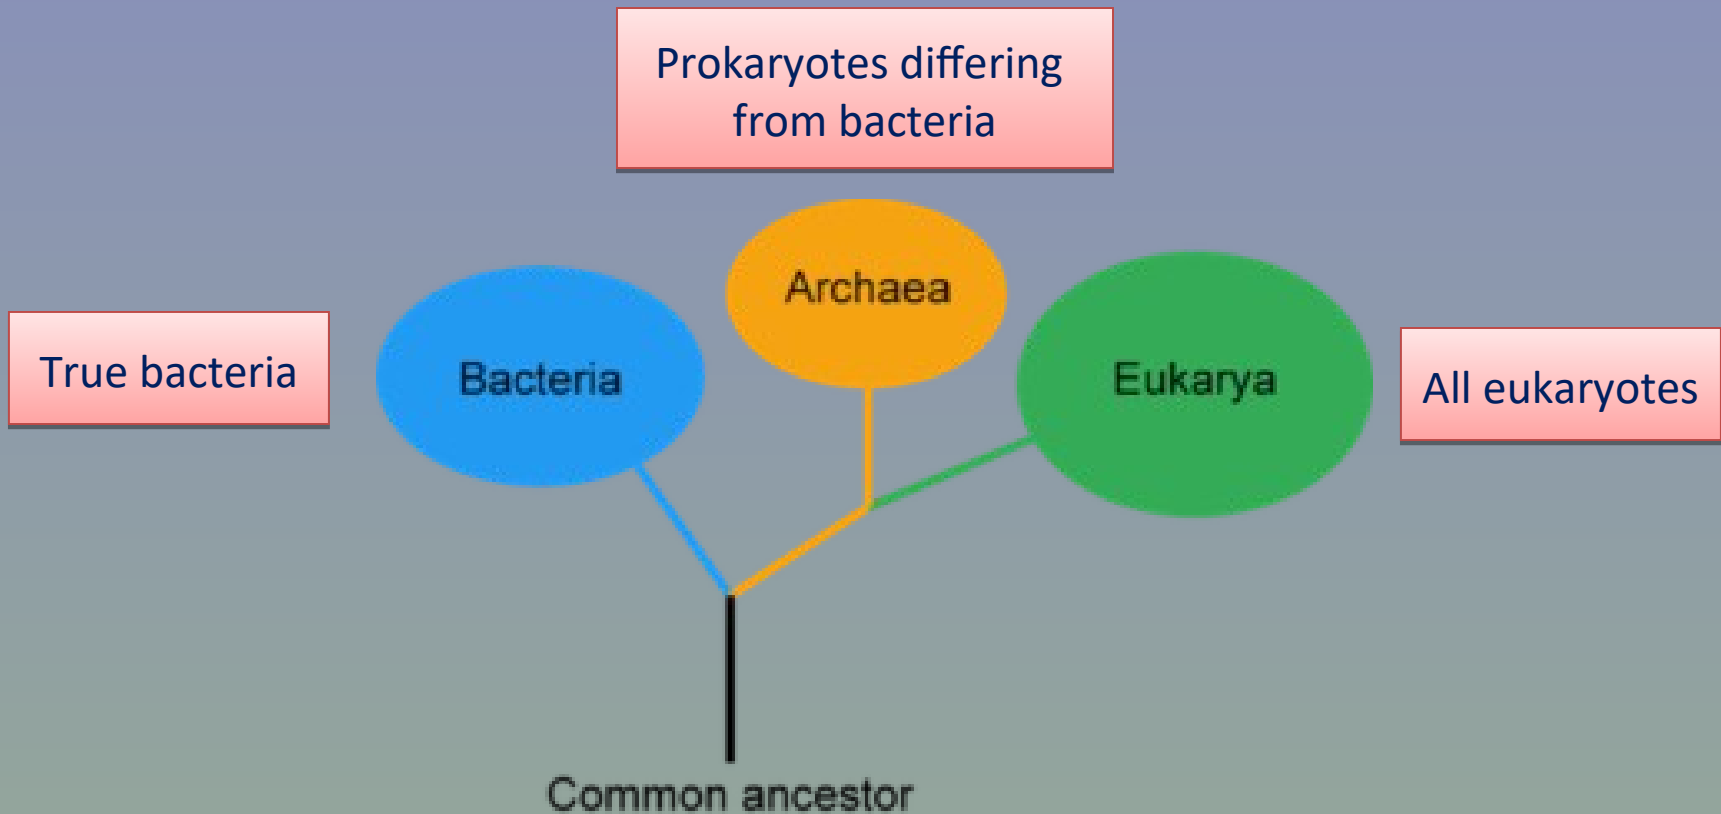 Prokaryotes differing
from bacteria
Archaea
True bacteria
Bacteria
Eukarya
All eukaryotes
Common ancestor